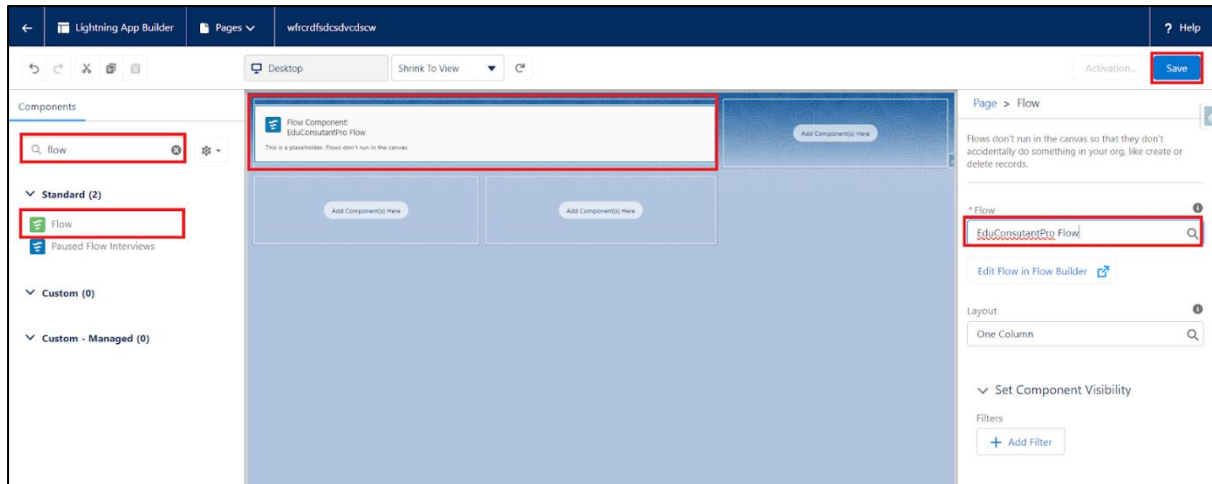 Lightning App Builder
Pages
wfrcrdfsdcsdvcdscw
? Help
Desktop
Shrink To View
Activation...
Save
Components
flow
Standard (2)
Flow
Paused Flow Interviews
Custom (0)
Custom - Managed (0)
Flow Component:
EduConsutantPro Flow
This is a placeholder. Flows don't run in the canvas.
Add Component(s) Here
Add Component(s) Here
Add Component(s) Here
Page > Flow
Flows don't run in the canvas so that they don't
accidentally do something in your org, like create or
delete records.
* Flow
EduConsutantPro Flow
Edit Flow in Flow Builder
Layout
One Column
Set Component Visibility
Filters
+ Add Filter